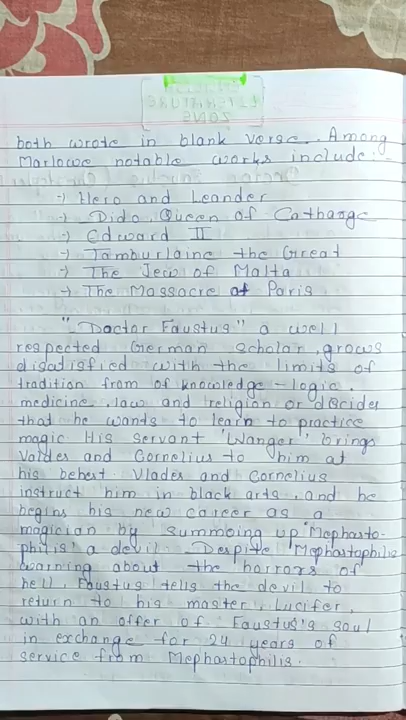 both wrote in blank verse. Among
Marlowe notable works include:-
→ Hero and Leander
→ Dido, Queen of Catharge
→ Edward II
→ Tamburlaine the Great
→ The Jew of Malta
→ The Massacre at Paris
"Doctor Faustus" a well
respected German scholar, grows
disatisfied with the limits of
tradition from of knowledge - logic,
medicine, law and religion or decides
that he wants to learn to practice
magic His servant 'Wanger' brings
Valdes and Cornelius to him at
his behest. Vlades and Cornelius
instruct him in black arts, and he
begins his new career as a
magician by summoing up 'Mephasto-
philis' a devil. Despite 'Mephastaphilis
warning about the horrors of
hell, Faustus tells the devil to
return to his master, Lucifer,
with an offer of Faustus's soul
in exchange for 24 years of
service from Mephastophilis.